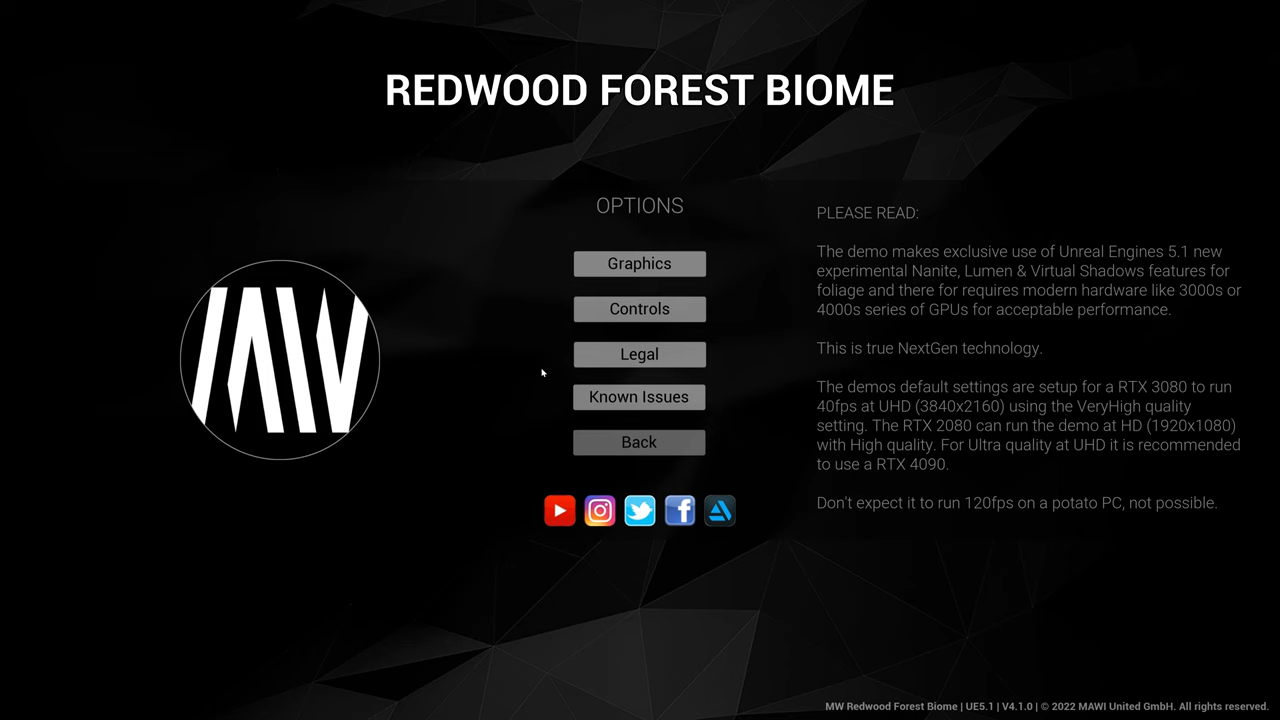 REDWOOD FOREST BIOME
OPTIONS
Graphics
Controls
Legal
Known Issues
Back
PLEASE READ:
The demo makes exclusive use of Unreal Engines 5.1 new
experimental Nanite, Lumen & Virtual Shadows features for
foliage and there for requires modern hardware like 3000s or
4000s series of GPUs for acceptable performance.
This is true NextGen technology.
The demos default settings are setup for a RTX 3080 to run
40fps at UHD (3840x2160) using the VeryHigh quality
setting. The RTX 2080 can run the demo at HD (1920x1080)
with High quality. For Ultra quality at UHD it is recommended
to use a RTX 4090.
Don't expect it to run 120fps on a potato PC, not possible.
MW Redwood Forest Biome | UE5.1 | V4.1.0 | © 2022 MAWI United GmbH. All rights reserved.